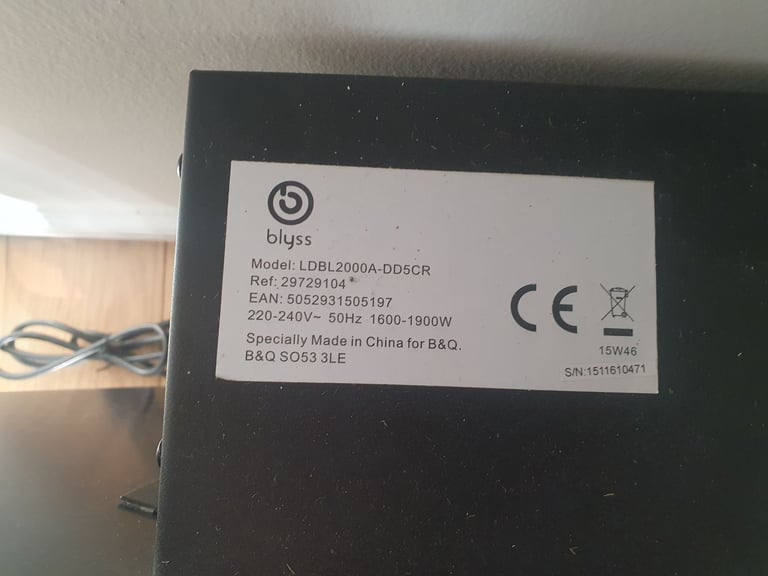 blyss
Model: LDBL2000A-DD5CR
Ref: 29729104
EAN: 5052931505197
220-240V~ 50Hz 1600-1900W
Specially Made in China for B&Q.
B&Q SO53 3LE
CE
15W46
S/N:1511610471